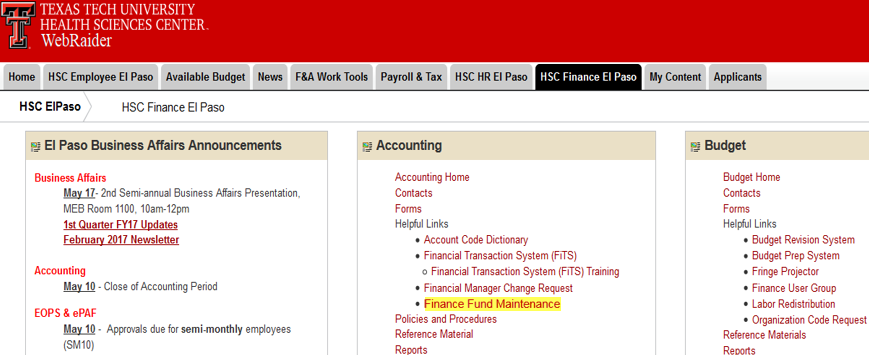 TEXAS TECH UNIVERSITY
HEALTH SCIENCES CENTER™
WebRaider
Home HSC Employee El Paso Available Budget News F&A Work Tools Payroll & Tax HSC HR El Paso HSC Finance El Paso My Content Applicants
HSC ElPaso HSC Finance El Paso
El Paso Business Affairs Announcements
Business Affairs
May 17- 2nd Semi-annual Business Affairs Presentation,
MEB Room 1100, 10am-12pm
1st Quarter FY17 Updates
February 2017 Newsletter
Accounting
May 10 - Close of Accounting Period
EOPS & ePAF
May 10 - Approvals due for semi-monthly employees
(SM10)
Accounting
Accounting Home
Contacts
Forms
Helpful Links
• Account Code Dictionary
• Financial Transaction System (FiTS)
o Financial Transaction System (FiTS) Training
• Financial Manager Change Request
• Finance Fund Maintenance
Policies and Procedures
Reference Material
Reports
Budget
Budget Home
Contacts
Forms
Helpful Links
• Budget Revision System
• Budget Prep System
• Fringe Projector
• Finance User Group
• Labor Redistribution
• Organization Code Request
Reference Materials
Reports